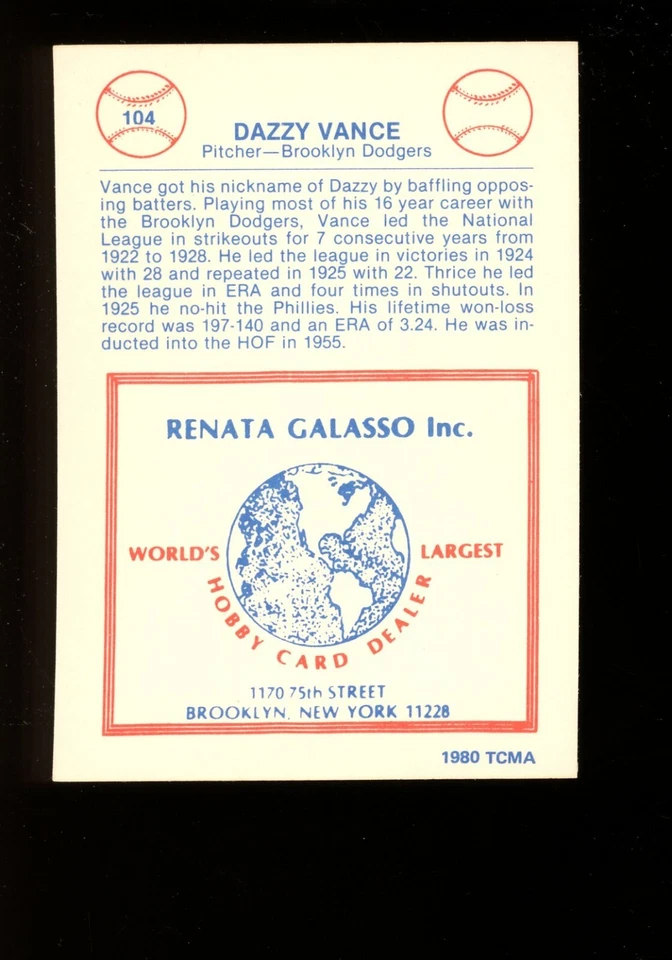 104
DAZZY VANCE
Pitcher—Brooklyn Dodgers
Vance got his nickname of Dazzy by baffling oppos-
ing batters. Playing most of his 16 year career with
the Brooklyn Dodgers, Vance led the National
League in strikeouts for 7 consecutive years from
1922 to 1928. He led the league in victories in 1924
with 28 and repeated in 1925 with 22. Thrice he led
the league in ERA and four times in shutouts. In
1925 he no-hit the Phillies. His lifetime won-loss
record was 197-140 and an ERA of 3.24. He was in-
ducted into the HOF in 1955.
RENATA GALASSO Inc.
WORLD'S LARGEST
HOBBY CARD DEALER
1170 75th STREET
BROOKLYN, NEW YORK 11228
1980 TCMA